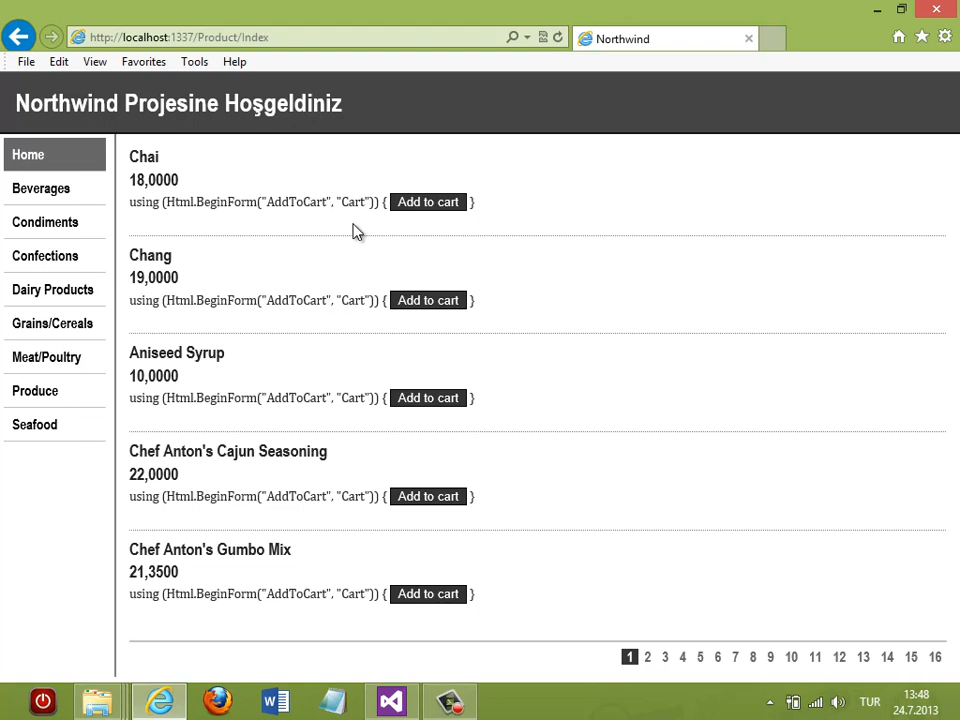 http://localhost:1337/Product/Index
Northwind
File Edit View Favorites Tools Help
Northwind Projesine Hoşgeldiniz
Home
Beverages
Condiments
Confections
Dairy Products
Grains/Cereals
Meat/Poultry
Produce
Seafood
Chai
18,0000
using (Html.BeginForm("AddToCart", "Cart")) { Add to cart }
Chang
19,0000
using (Html.BeginForm("AddToCart", "Cart")) { Add to cart }
Aniseed Syrup
10,0000
using (Html.BeginForm("AddToCart", "Cart")) { Add to cart }
Chef Anton's Cajun Seasoning
22,0000
using (Html.BeginForm("AddToCart", "Cart")) { Add to cart }
Chef Anton's Gumbo Mix
21,3500
using (Html.BeginForm("AddToCart", "Cart")) { Add to cart }
1 2 3 4 5 6 7 8 9 10 11 12 13 14 15 16
TUR
13:48
24.7.2013